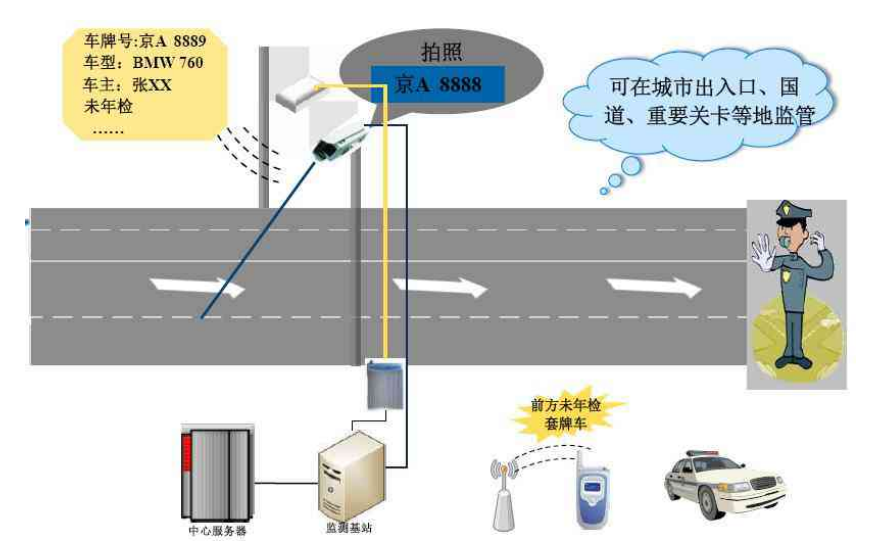 车牌号:京A 8889
车型：BMW 760
车主：张XX
未年检
……
拍照
京A 8888
可在城市出入口、国
道、重要关卡等地监管
前方未年检
套牌车
中心服务器
监测基站